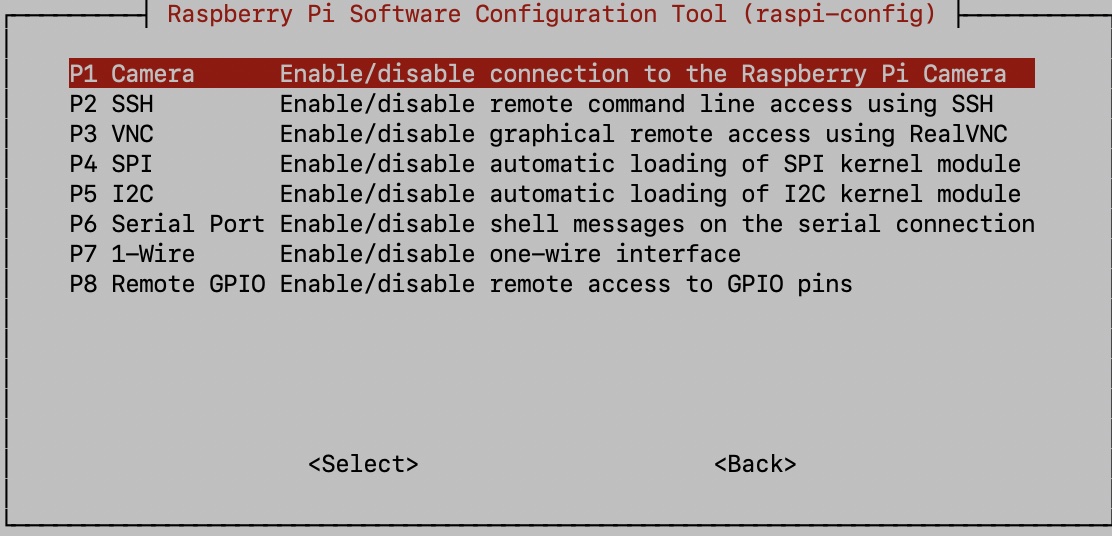 Raspberry Pi Software Configuration Tool (raspi-config)
P1 Camera Enable/disable connection to the Raspberry Pi Camera
P2 SSH Enable/disable remote command line access using SSH
P3 VNC Enable/disable graphical remote access using RealVNC
P4 SPI Enable/disable automatic loading of SPI kernel module
P5 I2C Enable/disable automatic loading of I2C kernel module
P6 Serial Port Enable/disable shell messages on the serial connection
P7 1-Wire Enable/disable one-wire interface
P8 Remote GPIO Enable/disable remote access to GPIO pins
<Select> <Back>